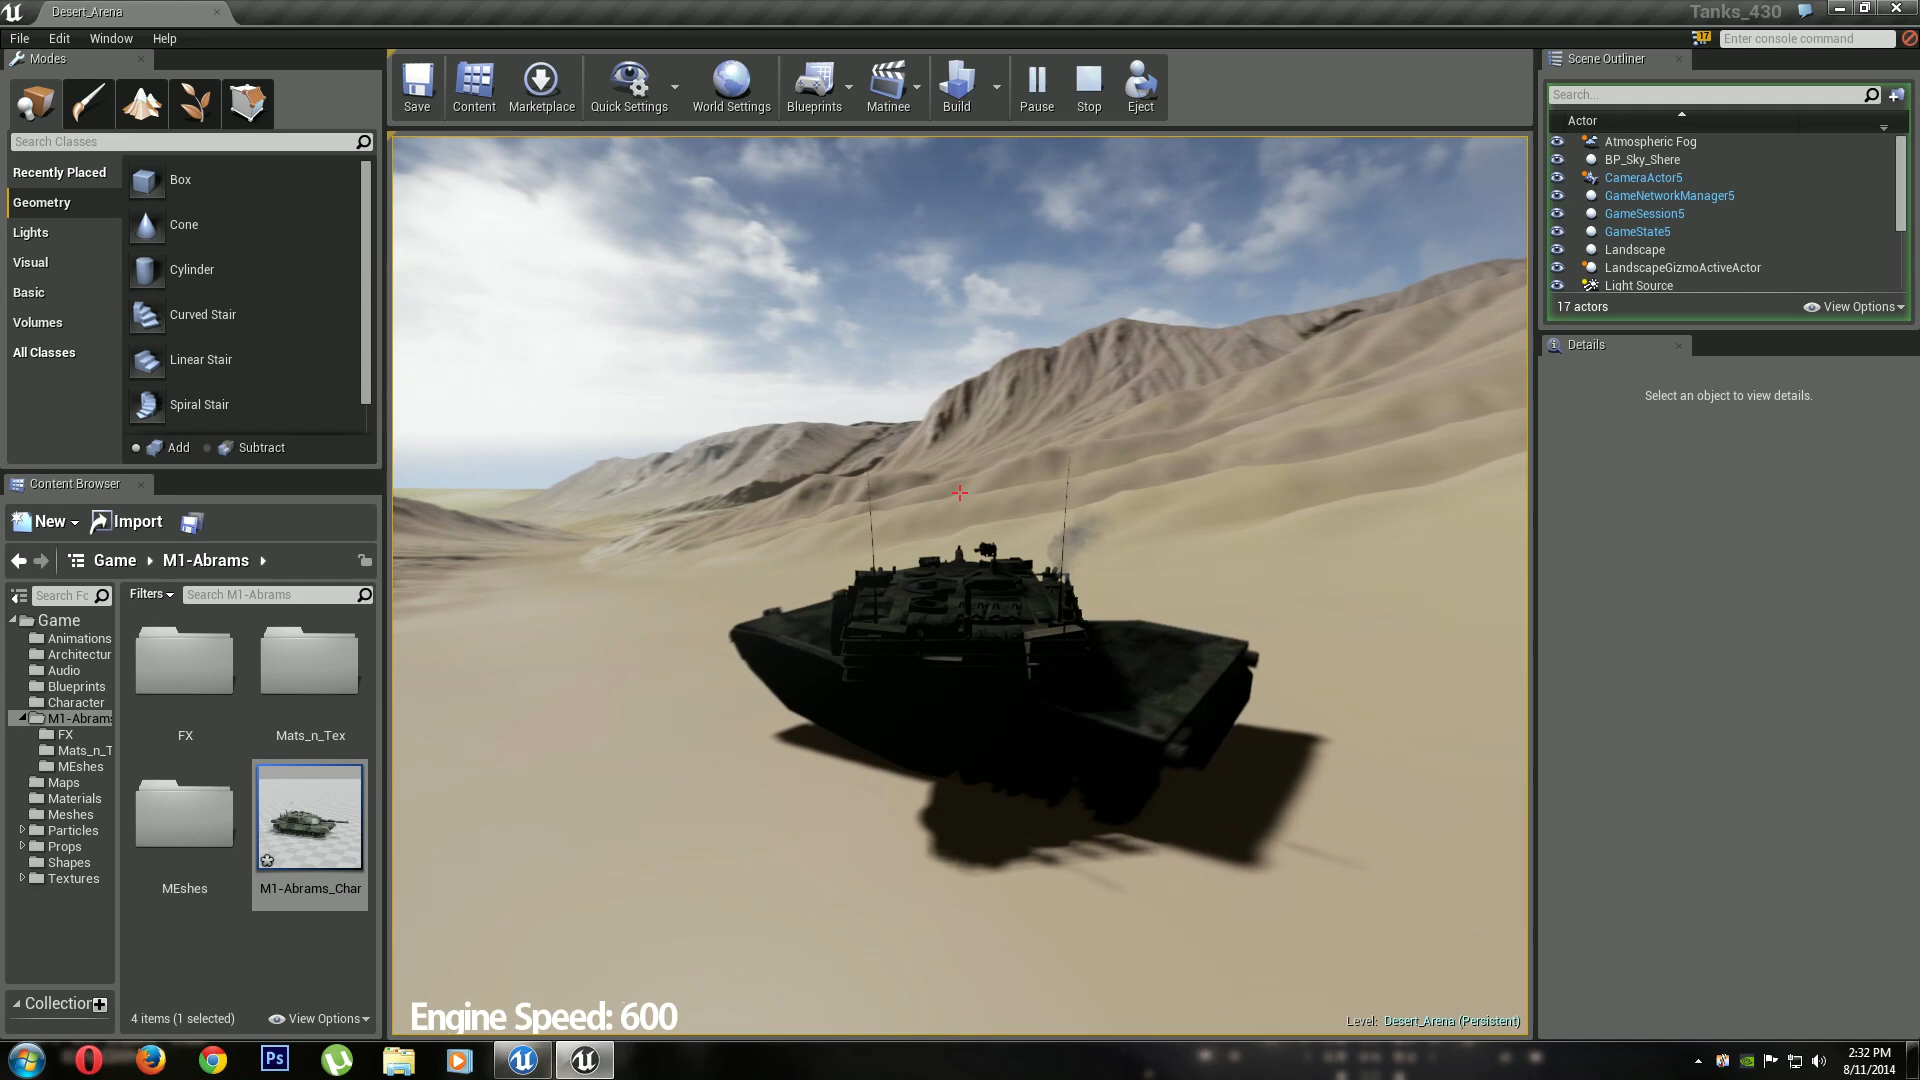 Desert_Arena
Tanks_430
File Edit Window Help
17
Enter console command
Modes
Save
Content
Marketplace
Quick Settings
World Settings
Blueprints
Matinee
Build
Pause
Stop
Eject
Scene Outliner
Search...
Actor
Atmospheric Fog
BP_Sky_Shere
CameraActor5
GameNetworkManager5
GameSession5
GameState5
Landscape
LandscapeGizmoActiveActor
Light Source
17 actors
View Options
Details
Select an object to view details.
Search Classes
Recently Placed
Geometry
Lights
Visual
Basic
Volumes
All Classes
Box
Cone
Cylinder
Curved Stair
Linear Stair
Spiral Stair
Add
Subtract
Content Browser
New
Import
Game
M1-Abrams
Search Fc
Filters
Search M1-Abrams
Game
Animations
Architectur
Audio
Blueprints
Character
M1-Abrams
FX
Mats_n_T
MEshes
Maps
Materials
Meshes
Particles
Props
Shapes
Textures
FX
Mats_n_Tex
MEshes
M1-Abrams_Char
Collection
4 items (1 selected)
View Options
Engine Speed: 600
Level: Desert_Arena (Persistent)
Ps
2:32 PM
8/11/2014